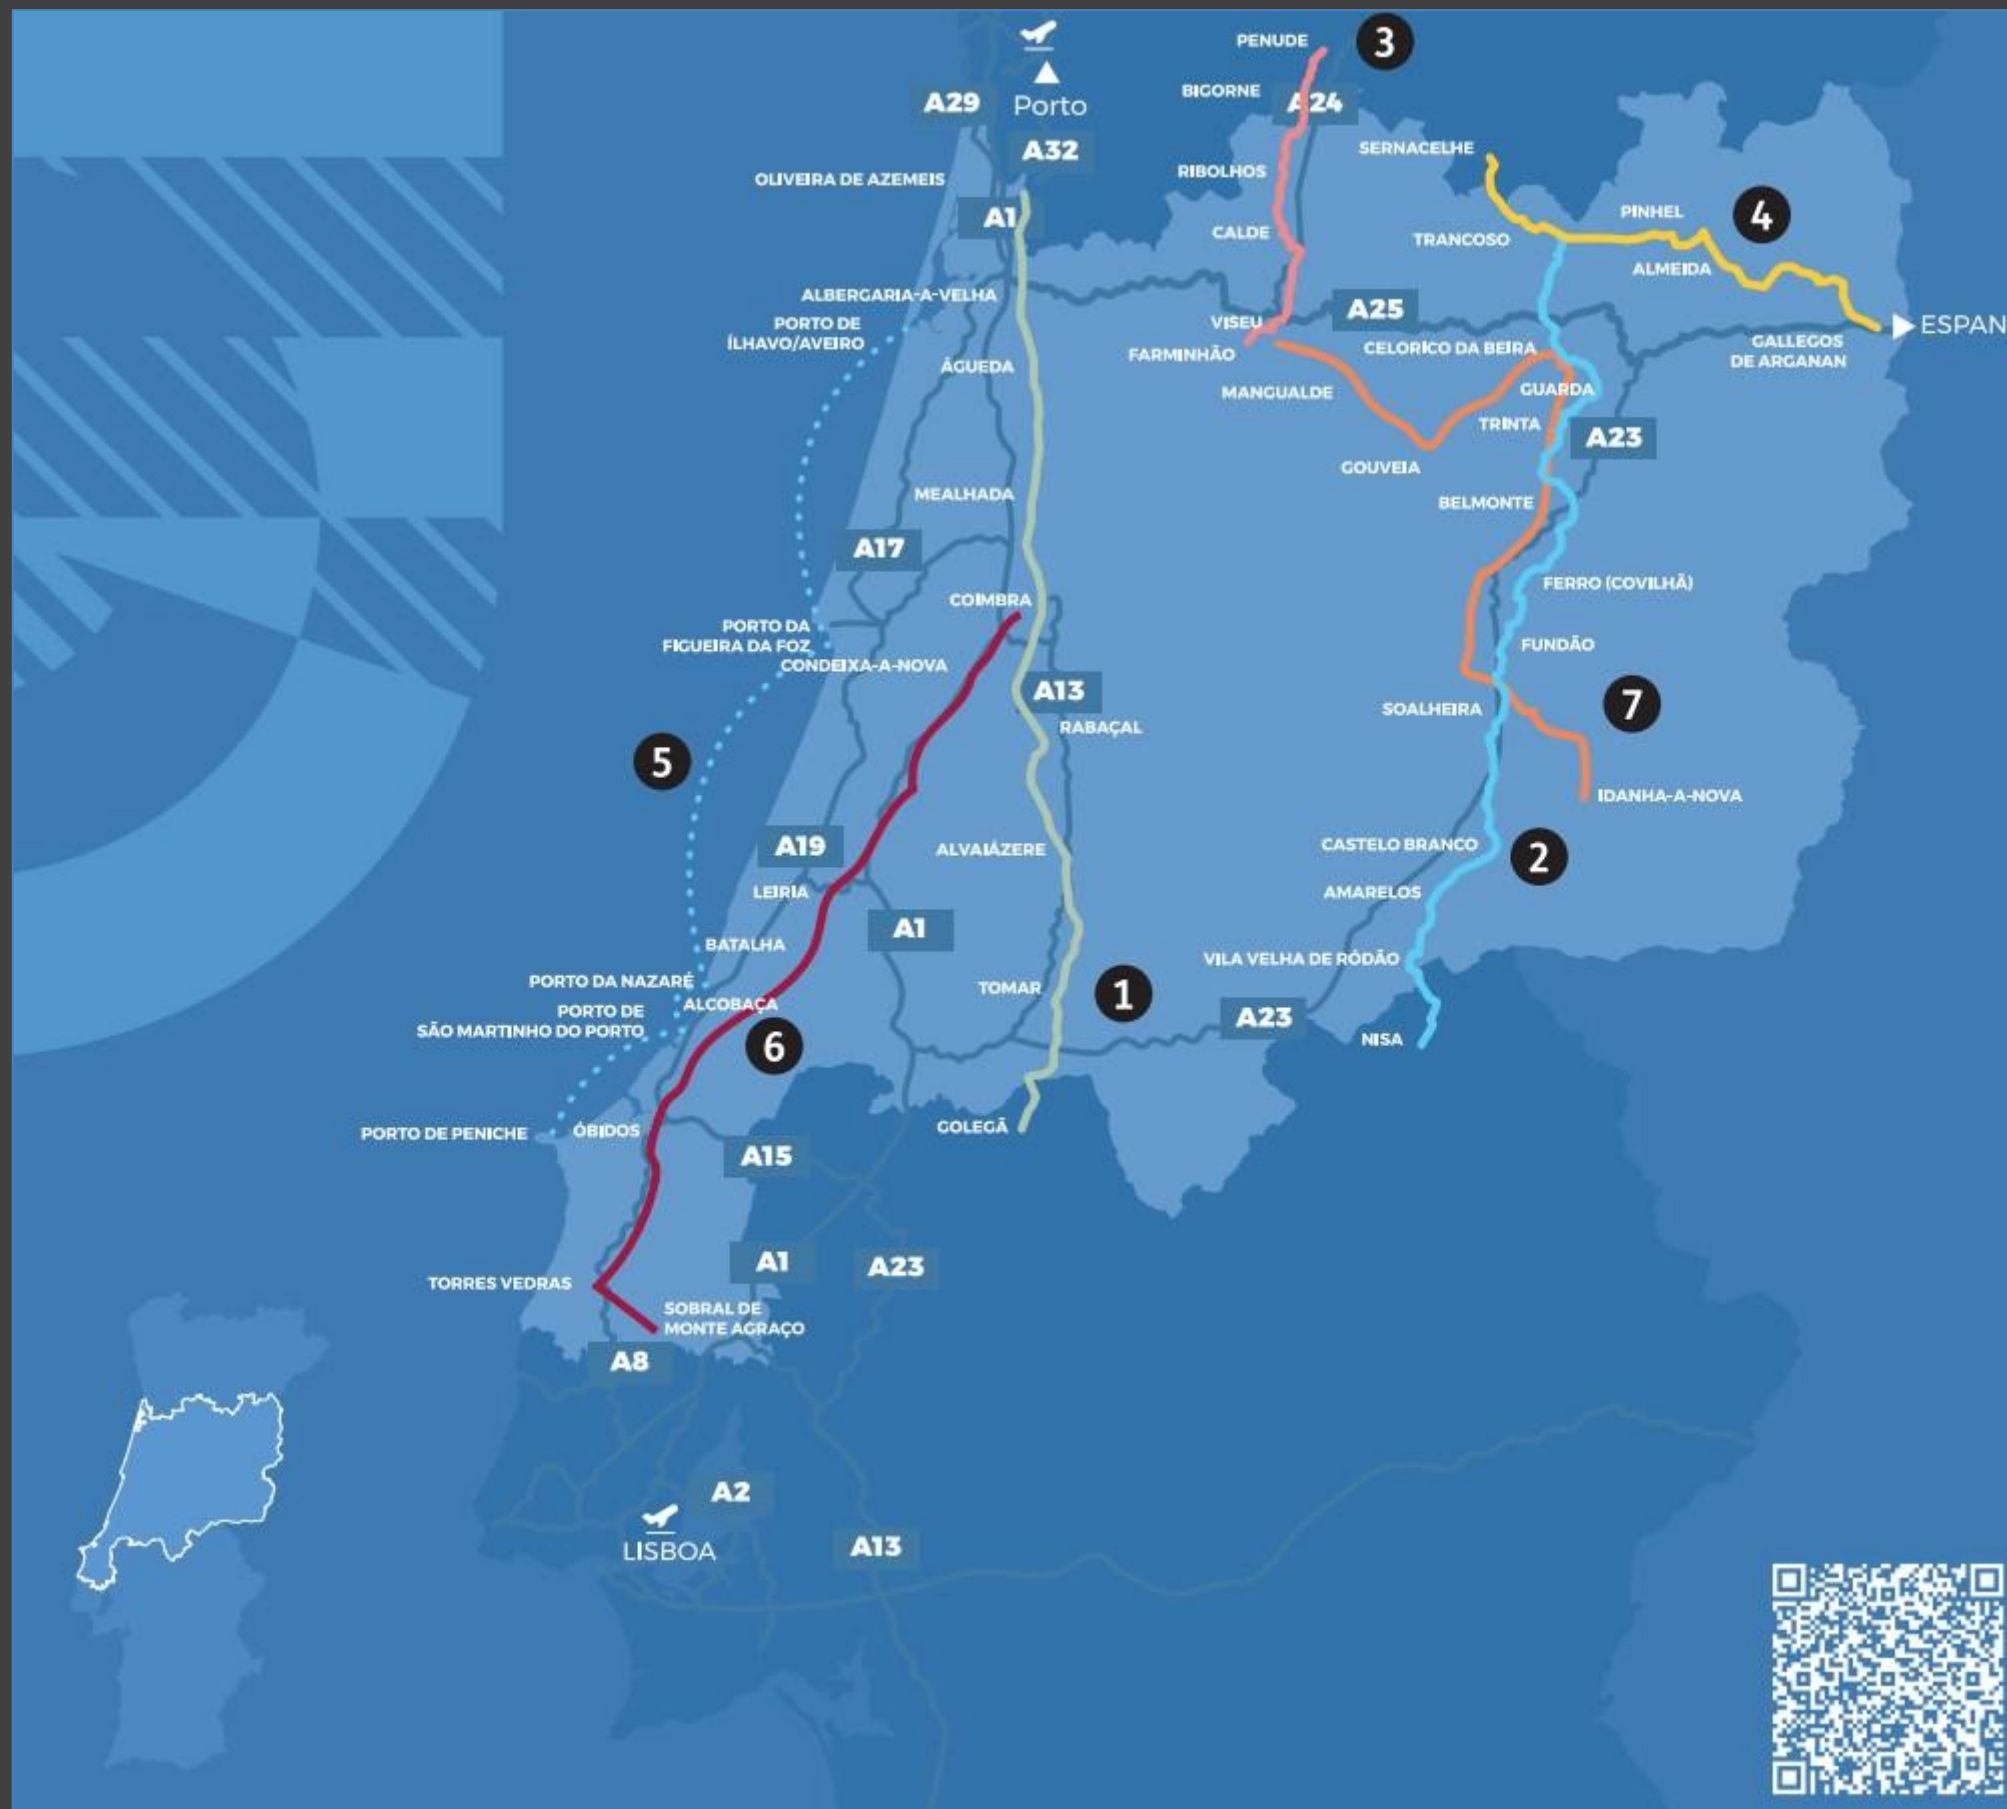 PENUDE
3
BIGORNE
A29
Porto
A24
A32
SERNACELHE
RIBOLHOS
OLIVEIRA DE AZEMEIS
A1
PINHEL
4
CALDE
TRANCOSO
ALMEIDA
ALBERGARIA-A-VELHA
A25
PORTO DE
ÍLHAVO/AVEIRO
VISEU
ESPAN
FARMINHÃO
CELORICO DA BEIRA
GALLEGOS
DE ARGANAN
ÁGUEDA
MANGUALDE
GUARDA
TRINTA
A23
GOUVEIA
MEALHADA
BELMONTE
A17
FERRO (COVILHÃ)
COIMBRA
PORTO DA
FIGUEIRA DA FOZ
FUNDÃO
CONDEIXA-A-NOVA
A13
7
SOALHEIRA
RABAÇAL
5
IDANHA-A-NOVA
A19
ALVAIÁZERE
CASTELO BRANCO
2
LEIRIA
AMARELOS
A1
BATALHA
VILA VELHA DE RÓDÃO
PORTO DA NAZARÉ
TOMAR
1
ALCOBAÇA
PORTO DE
SÃO MARTINHO DO PORTO
A23
6
NISA
GOLEGÃ
PORTO DE PENICHE
ÓBIDOS
A15
A1
A23
TORRES VEDRAS
SOBRAL DE
MONTE AGRAÇO
A8
A2
LISBOA
A13